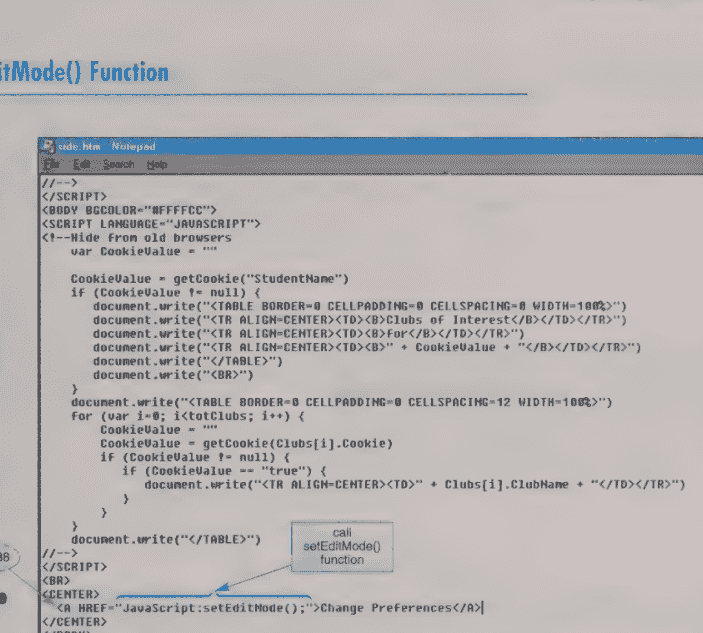 itMode() Function
side.htm - Notepad
File Edit Search Help
//-->
</SCRIPT>
<BODY BGCOLOR="#FFFFCC">
<SCRIPT LANGUAGE="JAVASCRIPT">
<!--Hide from old browsers
    var CookieValue = ""

    CookieValue = getCookie("StudentName")
    if (CookieValue != null) {
       document.write("<TABLE BORDER=0 CELLPADDING=0 CELLSPACING=0 WIDTH=100%>")
       document.write("<TR ALIGN=CENTER><TD><B>Clubs of Interest</B></TD></TR>")
       document.write("<TR ALIGN=CENTER><TD><B>for</B></TD></TR>")
       document.write("<TR ALIGN=CENTER><TD><B>" + CookieValue + "</B></TD></TR>")
       document.write("</TABLE>")
       document.write("<BR>")
    }
    document.write("<TABLE BORDER=0 CELLPADDING=0 CELLSPACING=12 WIDTH=100%>")
    for (var i=0; i<totClubs; i++) {
        CookieValue = ""
        CookieValue = getCookie(Clubs[i].Cookie)
        if (CookieValue != null) {
           if (CookieValue == "true") {
              document.write("<TR ALIGN=CENTER><TD>" + Clubs[i].ClubName + "</TD></TR>")
           }
        }
    }
    document.write("</TABLE>")
//-->
</SCRIPT>
<BR>
<CENTER>
  <A HREF="JavaScript:setEditMode();">Change Preferences</A>
</CENTER>
call
setEditMode()
function
38